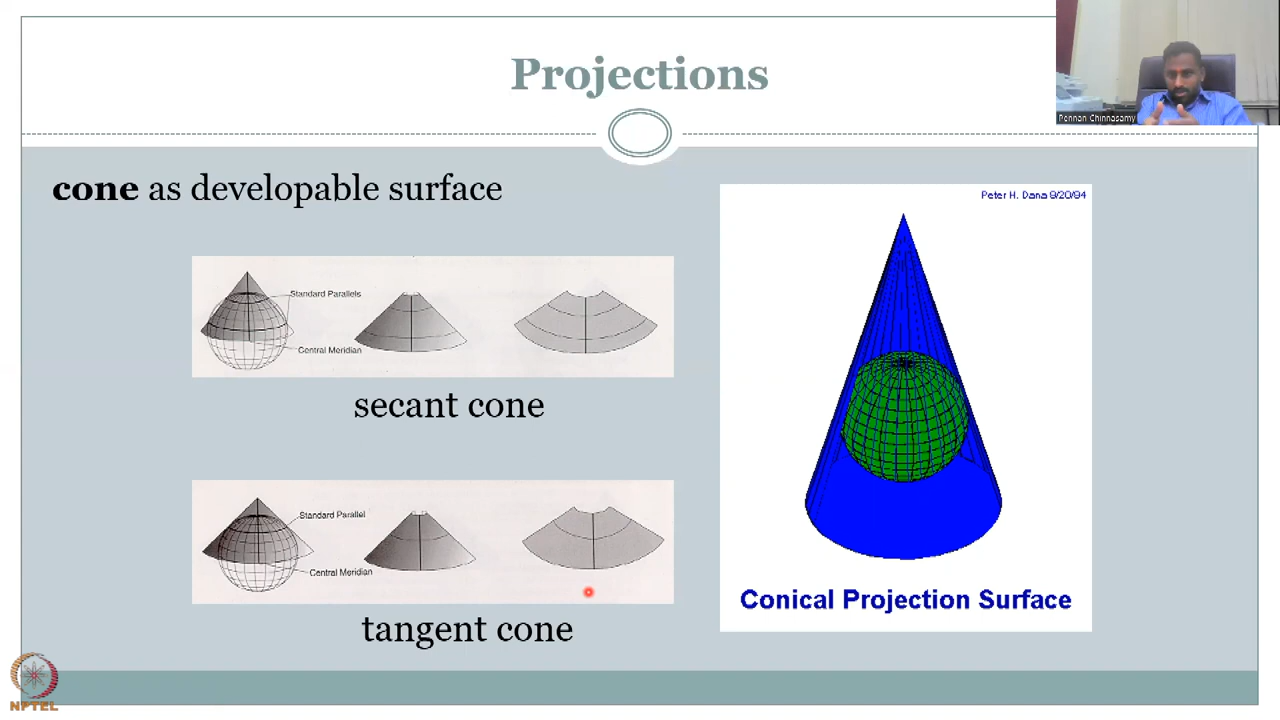 Projections
Pennan Chinnasamy
cone as developable surface
Peter H. Dana 9/20/94
Standard Parallels
Central Meridian
secant cone
Standard Parallel
Central Meridian
tangent cone
Conical Projection Surface
NPTEL